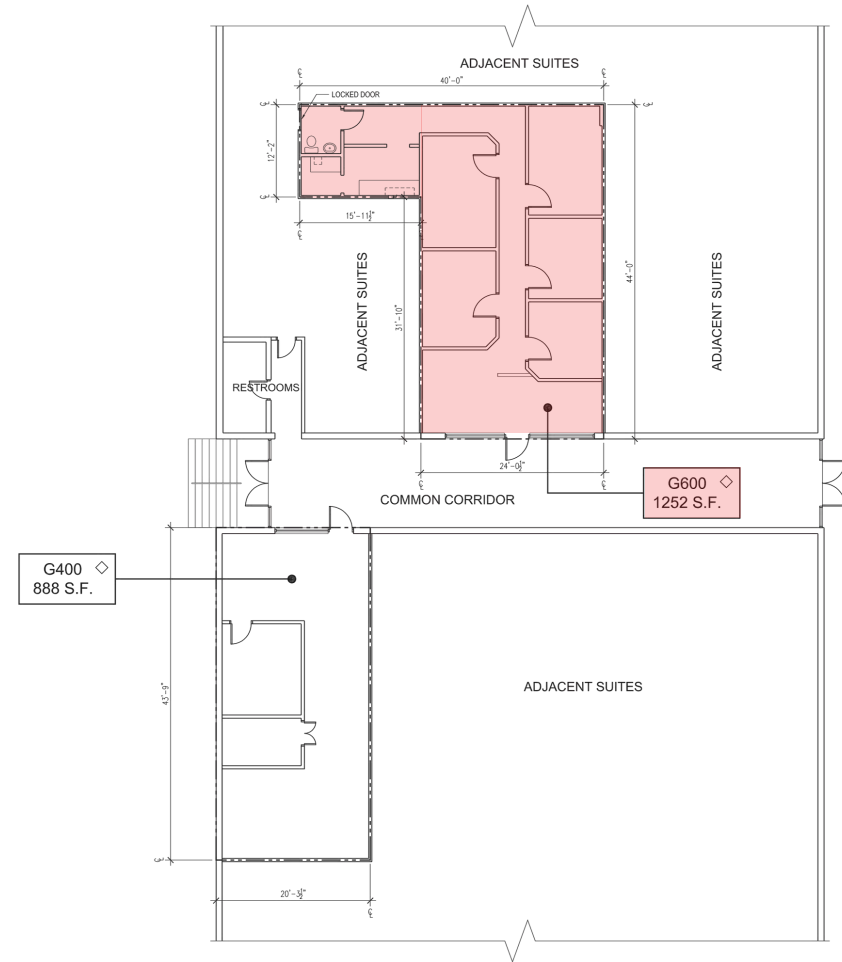 ADJACENT SUITES
40'-0"
LOCKED DOOR
12'-2"
15'-11½"
ADJACENT SUITES
31'-10"
44'-0"
ADJACENT SUITES
RESTROOMS
24'-0½"
G600 ◇
1252 S.F.
COMMON CORRIDOR
G400 ◇
888 S.F.
43'-9"
ADJACENT SUITES
20'-3½"